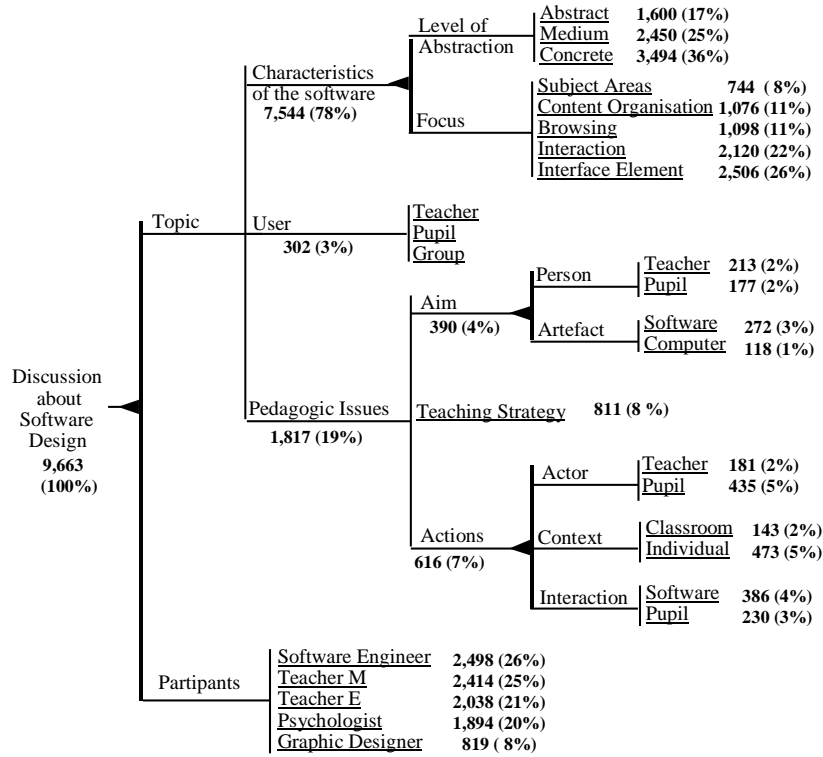 Discussion
about
Software
Design
9,663
(100%)
Topic
Characteristics
of the software
7,544 (78%)
Level of
Abstraction
Abstract 1,600 (17%)
Medium 2,450 (25%)
Concrete 3,494 (36%)
Focus
Subject Areas 744 ( 8%)
Content Organisation 1,076 (11%)
Browsing 1,098 (11%)
Interaction 2,120 (22%)
Interface Element 2,506 (26%)
User
302 (3%)
Teacher
Pupil
Group
Pedagogic Issues
1,817 (19%)
Aim
390 (4%)
Person
Teacher 213 (2%)
Pupil 177 (2%)
Artefact
Software 272 (3%)
Computer 118 (1%)
Teaching Strategy 811 (8 %)
Actions
616 (7%)
Actor
Teacher 181 (2%)
Pupil 435 (5%)
Context
Classroom 143 (2%)
Individual 473 (5%)
Interaction
Software 386 (4%)
Pupil 230 (3%)
Partipants
Software Engineer 2,498 (26%)
Teacher M 2,414 (25%)
Teacher E 2,038 (21%)
Psychologist 1,894 (20%)
Graphic Designer 819 ( 8%)